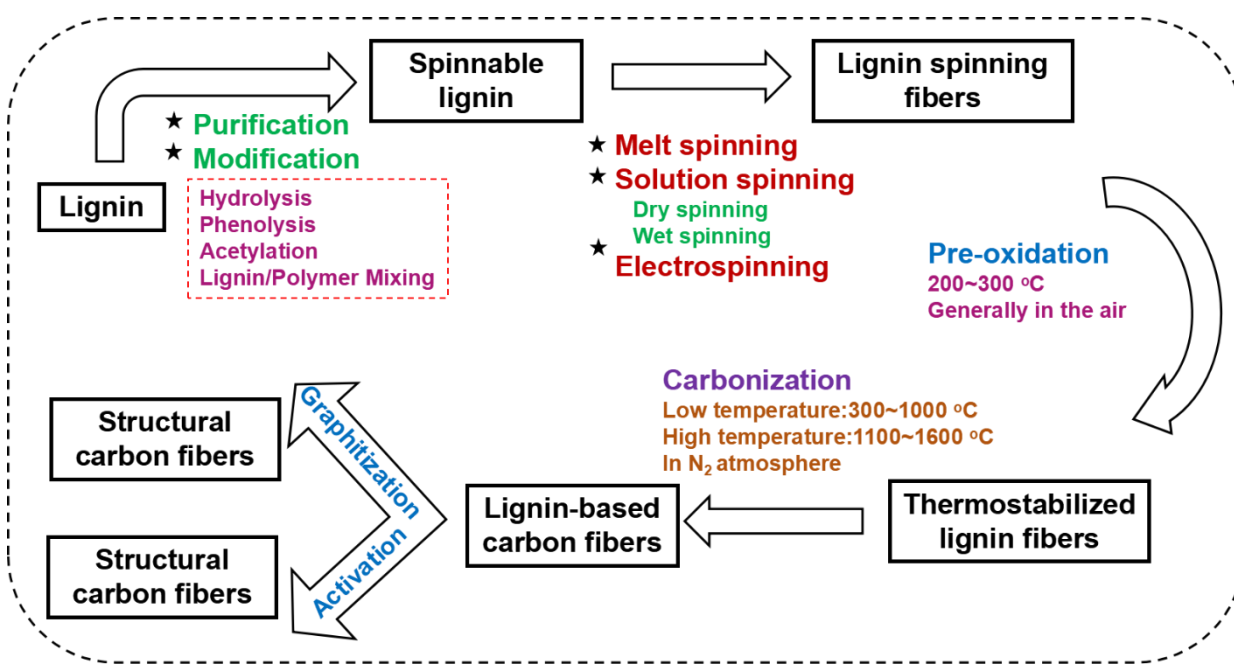 Lignin
Spinnable
lignin
★ Purification
★ Modification
Hydrolysis
Phenolysis
Acetylation
Lignin/Polymer Mixing
★ Melt spinning
★ Solution spinning
Dry spinning
Wet spinning
★ Electrospinning
Lignin spinning
fibers
Pre-oxidation
200~300 ºC
Generally in the air
Thermostabilized
lignin fibers
Carbonization
Low temperature:300~1000 ºC
High temperature:1100~1600 ºC
In N₂ atmosphere
Lignin-based
carbon fibers
Graphitization
Activation
Structural
carbon fibers
Structural
carbon fibers